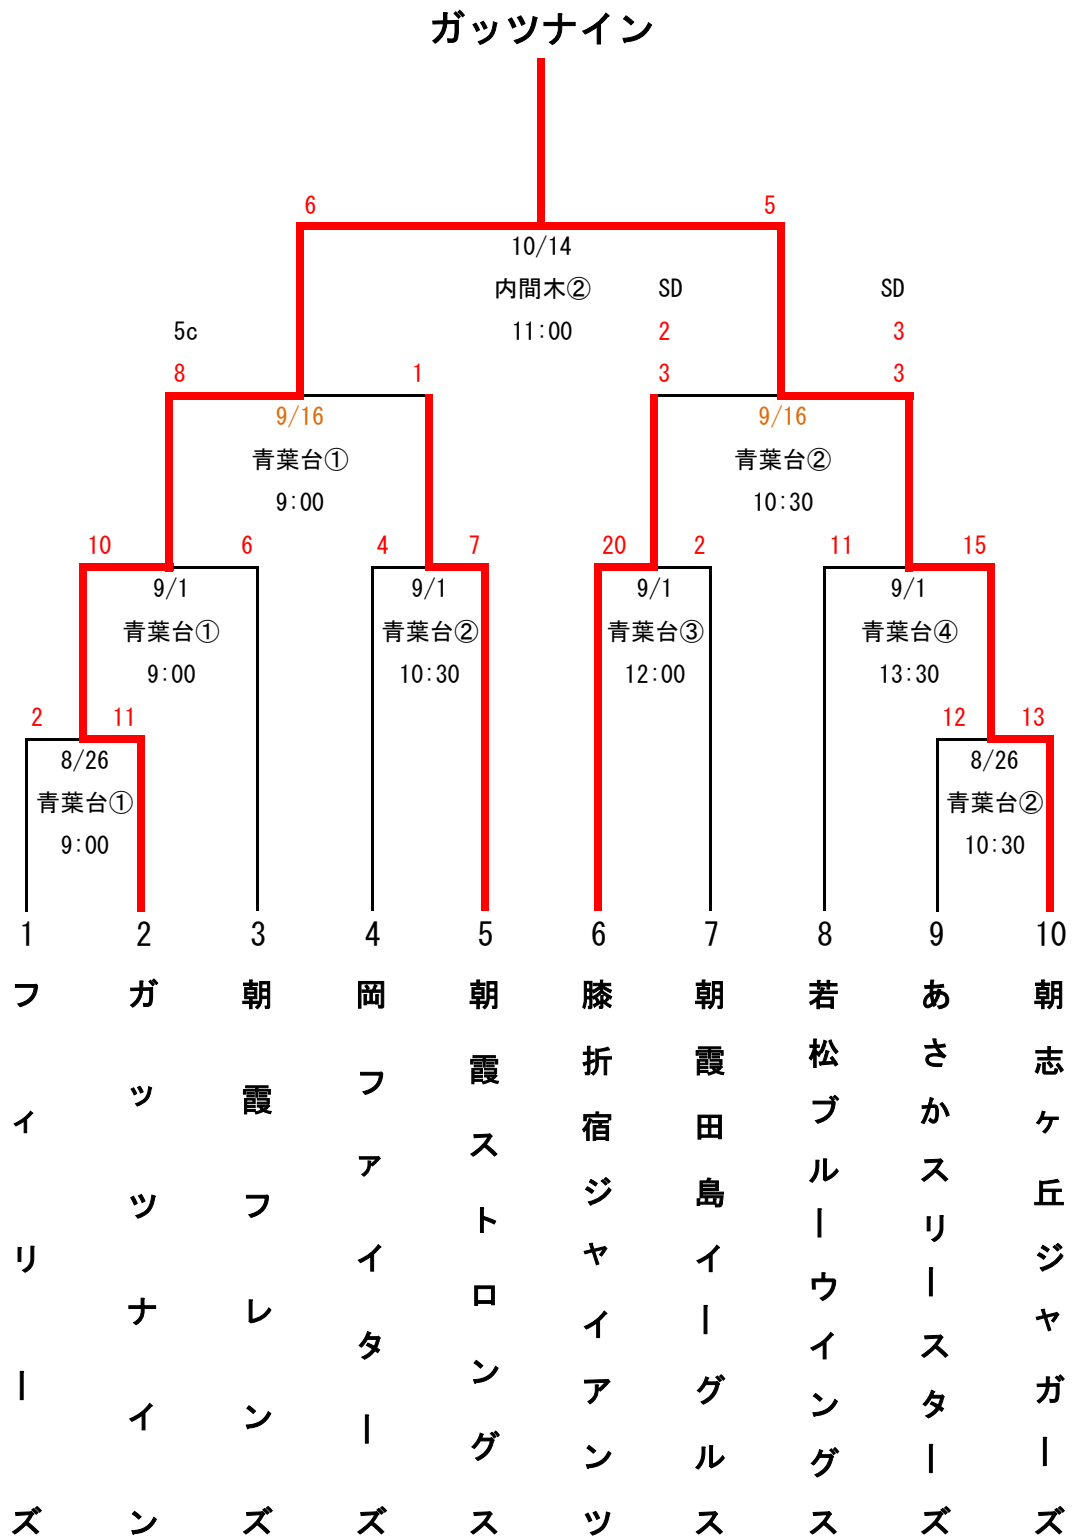 ガッツナイン
6 5
10/14
内間木② SD SD
5c 11:00 2 3
8 1 3 3
9/16 9/16
青葉台① 青葉台②
9:00 10:30
10 6 4 7 20 2 11 15
9/1 9/1 9/1 9/1
青葉台① 青葉台② 青葉台③ 青葉台④
9:00 10:30 12:00 13:30
2 11 12 13
8/26 8/26
青葉台① 青葉台②
9:00 10:30
1 2 3 4 5 6 7 8 9 10
フィリーズ
ガッツナイン
朝霞フレンズ
岡ファイターズ
朝霞ストロングス
膝折宿ジャイアンツ
朝霞田島イーグルス
若松ブルーウイングス
あさかスリースターズ
朝志ヶ丘ジャガーズ